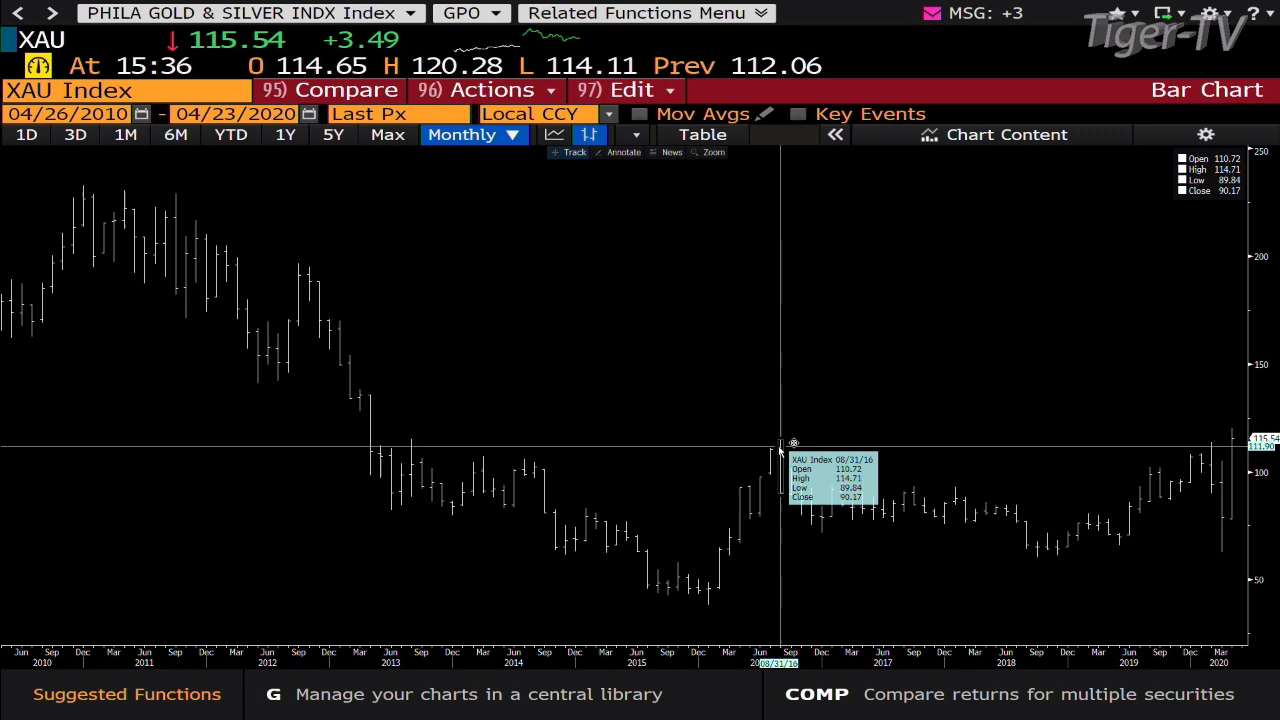 PHILA GOLD & SILVER INDX Index GPO Related Functions Menu MSG: +3 ?
Tiger-TV
XAU ↓ 115.54 +3.49
At 15:36 O 114.65 H 120.28 L 114.11 Prev 112.06
XAU Index 95) Compare 96) Actions 97) Edit Bar Chart
04/26/2010 - 04/23/2020 Last Px Local CCY Mov Avgs Key Events
1D 3D 1M 6M YTD 1Y 5Y Max Monthly ▼ Table « Chart Content
Track Annotate News Zoom
Open 110.72
High 114.71
Low 89.84
Close 90.17
250
200
150
115.54
111.90
100
50
XAU Index 08/31/16
Open 110.72
High 114.71
Low 89.84
Close 90.17
Jun Sep Dec Mar Jun Sep Dec Mar Jun Sep Dec Mar Jun Sep Dec Mar Jun Sep Dec Mar Jun Sep Dec Mar Jun Sep Dec Mar Jun Sep Dec Mar Jun Sep Dec Mar Jun Sep Dec Mar
2010 2011 2012 2013 2014 2015 08/31/16 2017 2018 2019 2020
Suggested Functions G Manage your charts in a central library COMP Compare returns for multiple securities